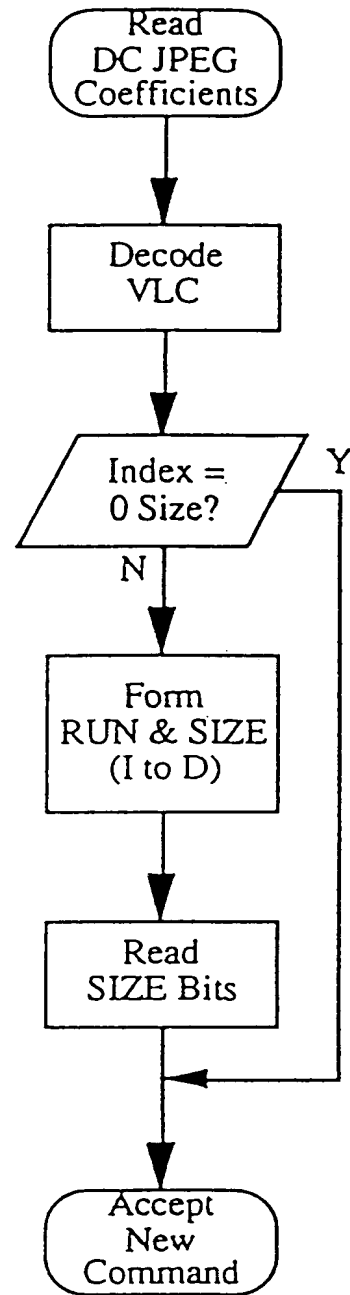 Read
DC JPEG
Coefficients
Decode
VLC
Index =
0 Size?
Y
N
Form
RUN & SIZE
(I to D)
Read
SIZE Bits
Accept
New
Command